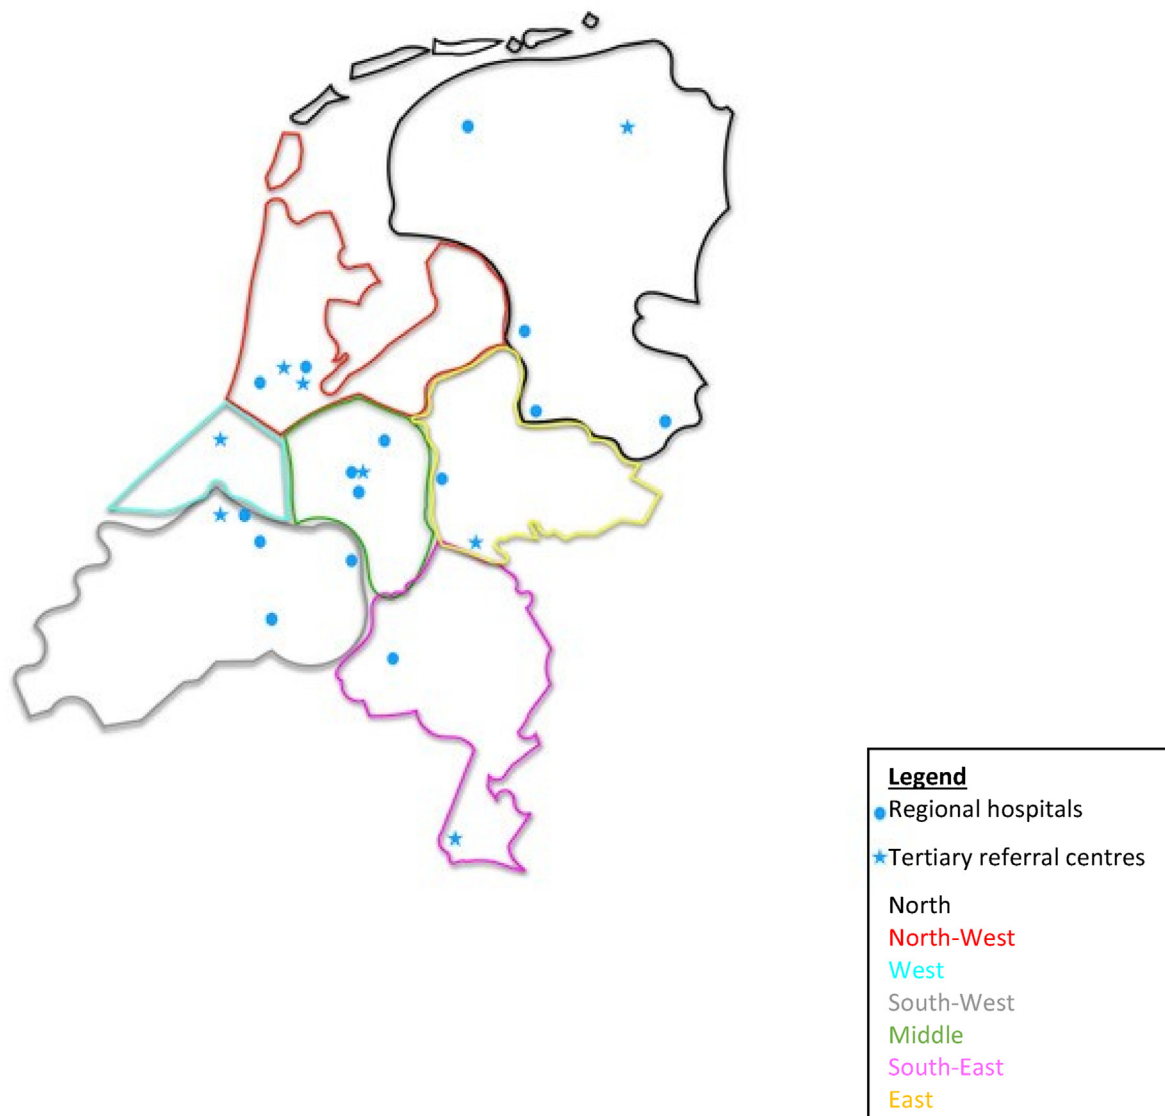 Legend
Regional hospitals
Tertiary referral centres
North
North-West
West
South-West
Middle
South-East
East